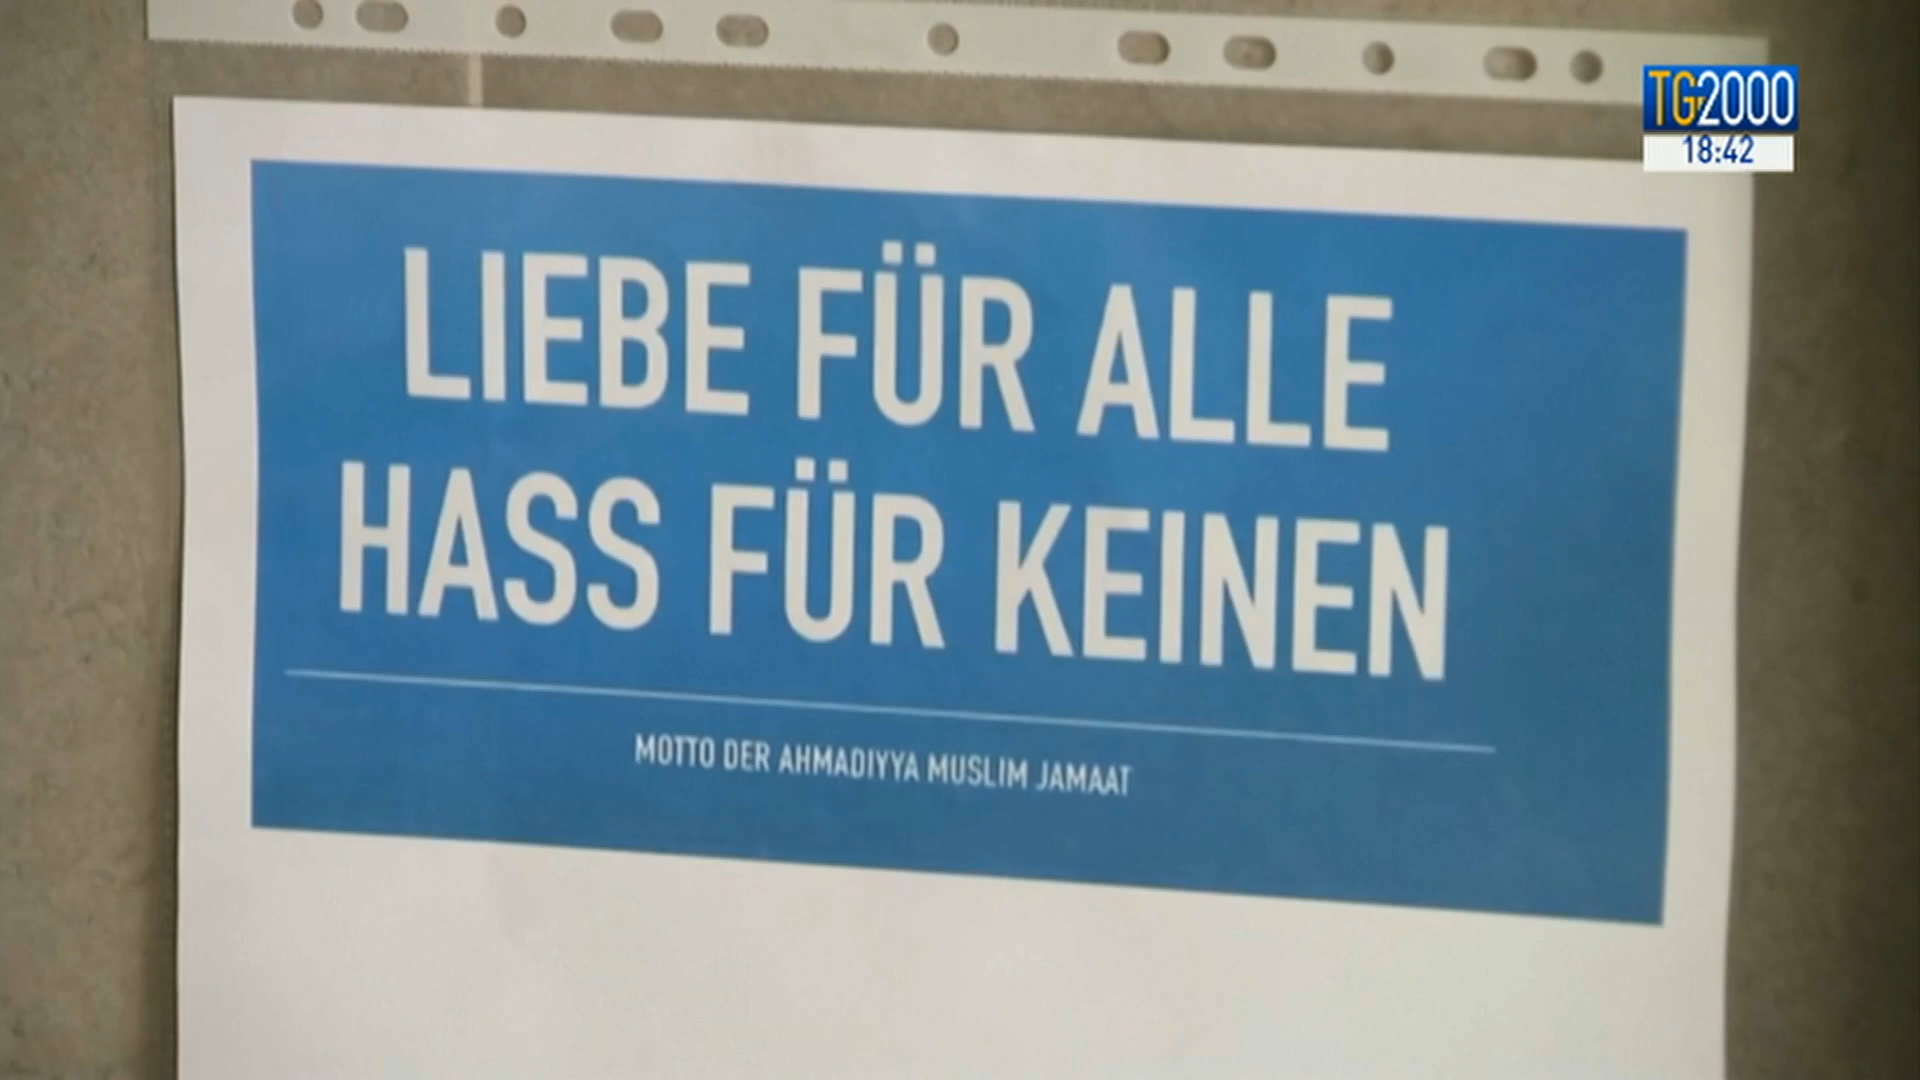 TG2000
18:42
LIEBE FÜR ALLE
HASS FÜR KEINEN
MOTTO DER AHMADIYYA MUSLIM JAMAAT